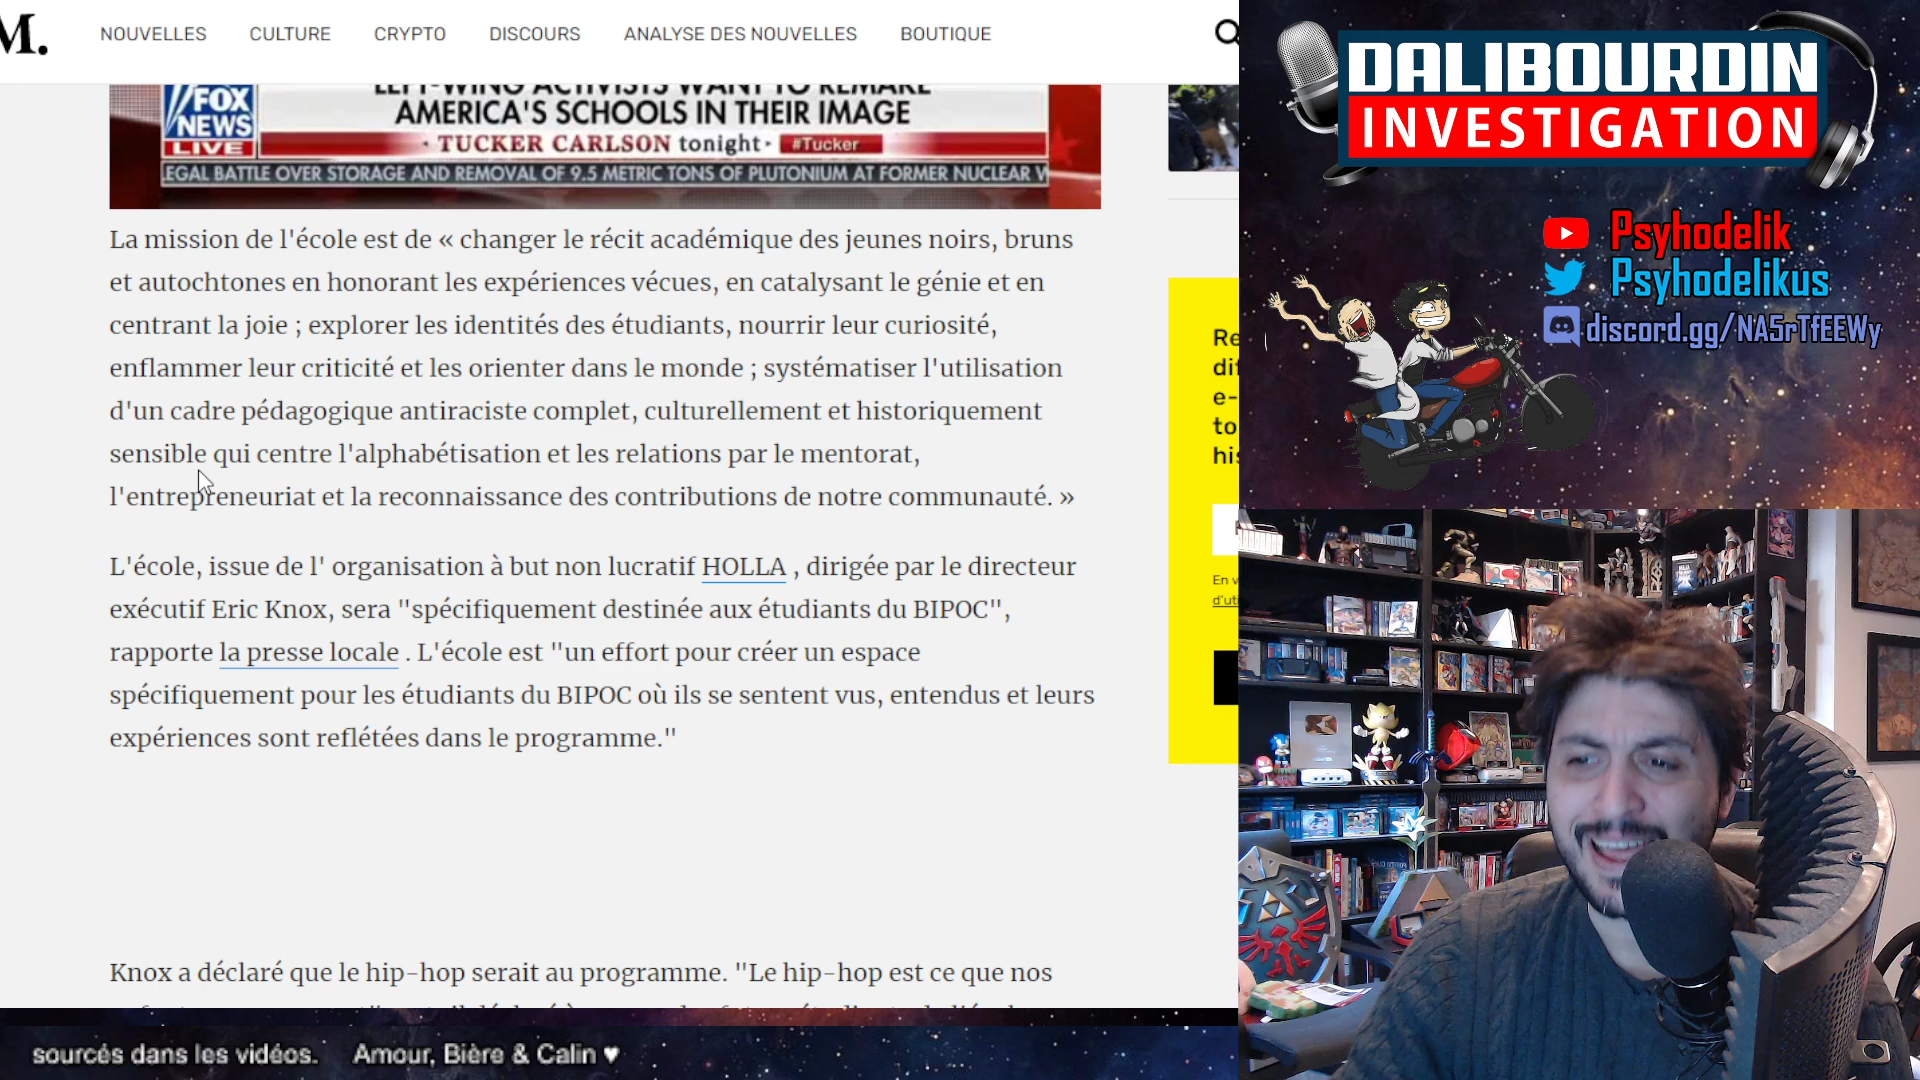 M.
NOUVELLES CULTURE CRYPTO DISCOURS ANALYSE DES NOUVELLES BOUTIQUE
LEFT-WING ACTIVISTS WANT TO REMAKE
AMERICA'S SCHOOLS IN THEIR IMAGE
FOX
NEWS
LIVE
· TUCKER CARLSON tonight · #Tucker
EGAL BATTLE OVER STORAGE AND REMOVAL OF 9.5 METRIC TONS OF PLUTONIUM AT FORMER NUCLEAR W
La mission de l'école est de « changer le récit académique des jeunes noirs, bruns
et autochtones en honorant les expériences vécues, en catalysant le génie et en
centrant la joie ; explorer les identités des étudiants, nourrir leur curiosité,
enflammer leur criticité et les orienter dans le monde ; systématiser l'utilisation
d'un cadre pédagogique antiraciste complet, culturellement et historiquement
sensible qui centre l'alphabétisation et les relations par le mentorat,
l'entrepreneuriat et la reconnaissance des contributions de notre communauté. »
L'école, issue de l' organisation à but non lucratif HOLLA , dirigée par le directeur
exécutif Eric Knox, sera "spécifiquement destinée aux étudiants du BIPOC",
rapporte la presse locale . L'école est "un effort pour créer un espace
spécifiquement pour les étudiants du BIPOC où ils se sentent vus, entendus et leurs
expériences sont reflétées dans le programme."
Knox a déclaré que le hip-hop serait au programme. "Le hip-hop est ce que nos
Re
dif
e-
to
his
En v
d'uti
DALIBOURDIN
INVESTIGATION
Psyhodelik
Psyhodelikus
discord.gg/NA5rTfEEWy
sourcés dans les vidéos. Amour, Bière & Calin ♥